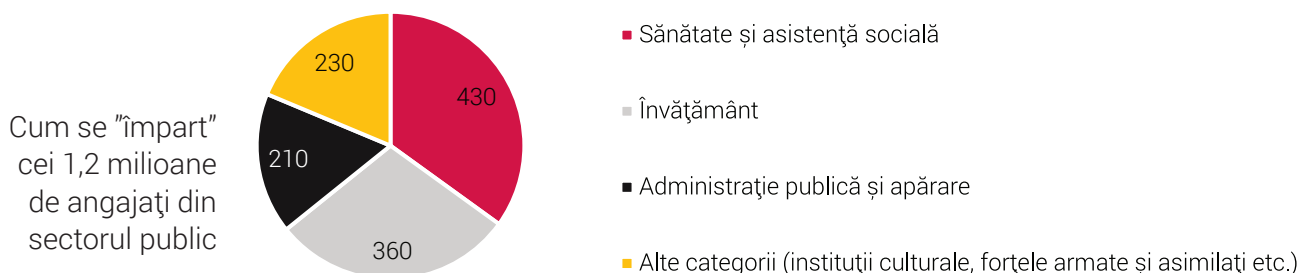 Cum se ”împart”
cei 1,2 milioane
de angajaţi din
sectorul public
230
430
210
360
Sănătate și asistenţă socială
Învăţământ
Administraţie publică și apărare
Alte categorii (instituţii culturale, forţele armate și asimilaţi etc.)